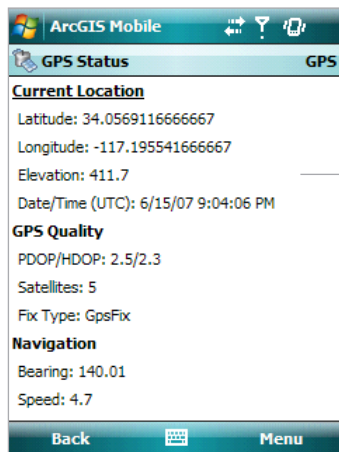 ArcGIS Mobile
GPS Status GPS
Current Location
Latitude: 34.0569116666667
Longitude: -117.195541666667
Elevation: 411.7
Date/Time (UTC): 6/15/07 9:04:06 PM
GPS Quality
PDOP/HDOP: 2.5/2.3
Satellites: 5
Fix Type: GpsFix
Navigation
Bearing: 140.01
Speed: 4.7
Back Menu